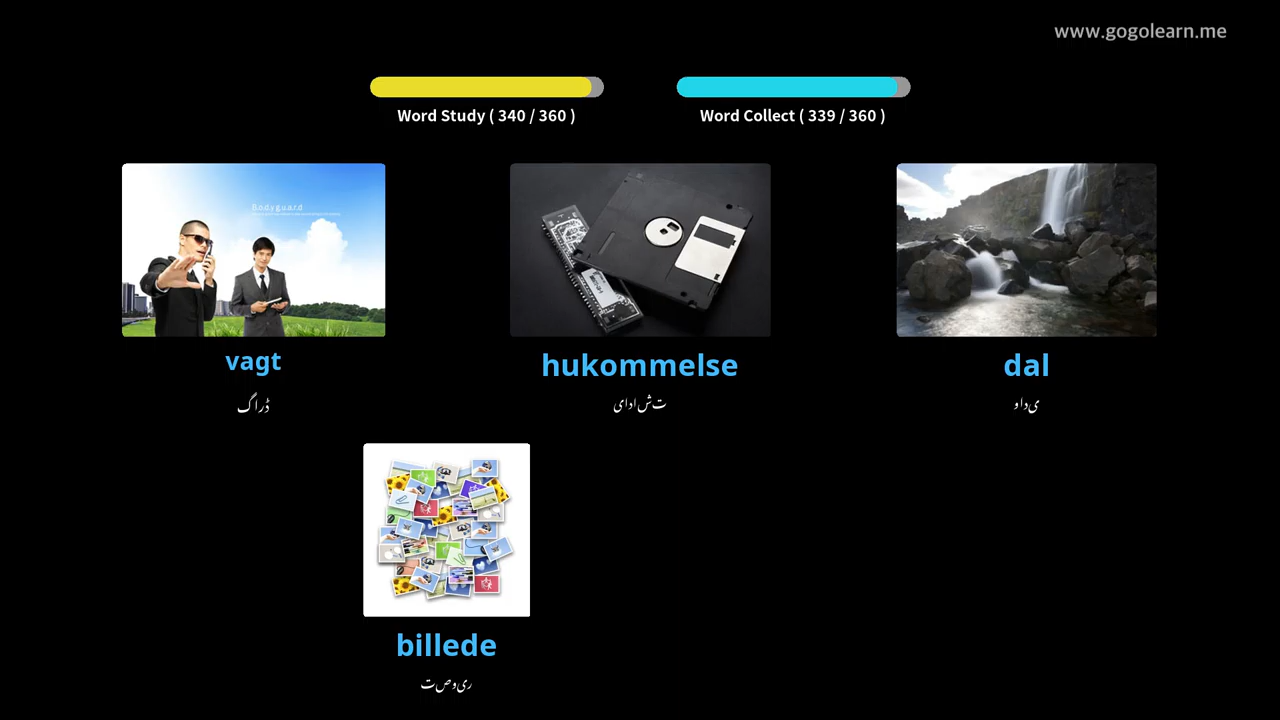 www.gogolearn.me
Word Study ( 340 / 360 )
Word Collect ( 339 / 360 )
vagt
ڈراگ
hukommelse
تشادای
dal
یداو
billede
ریوصت